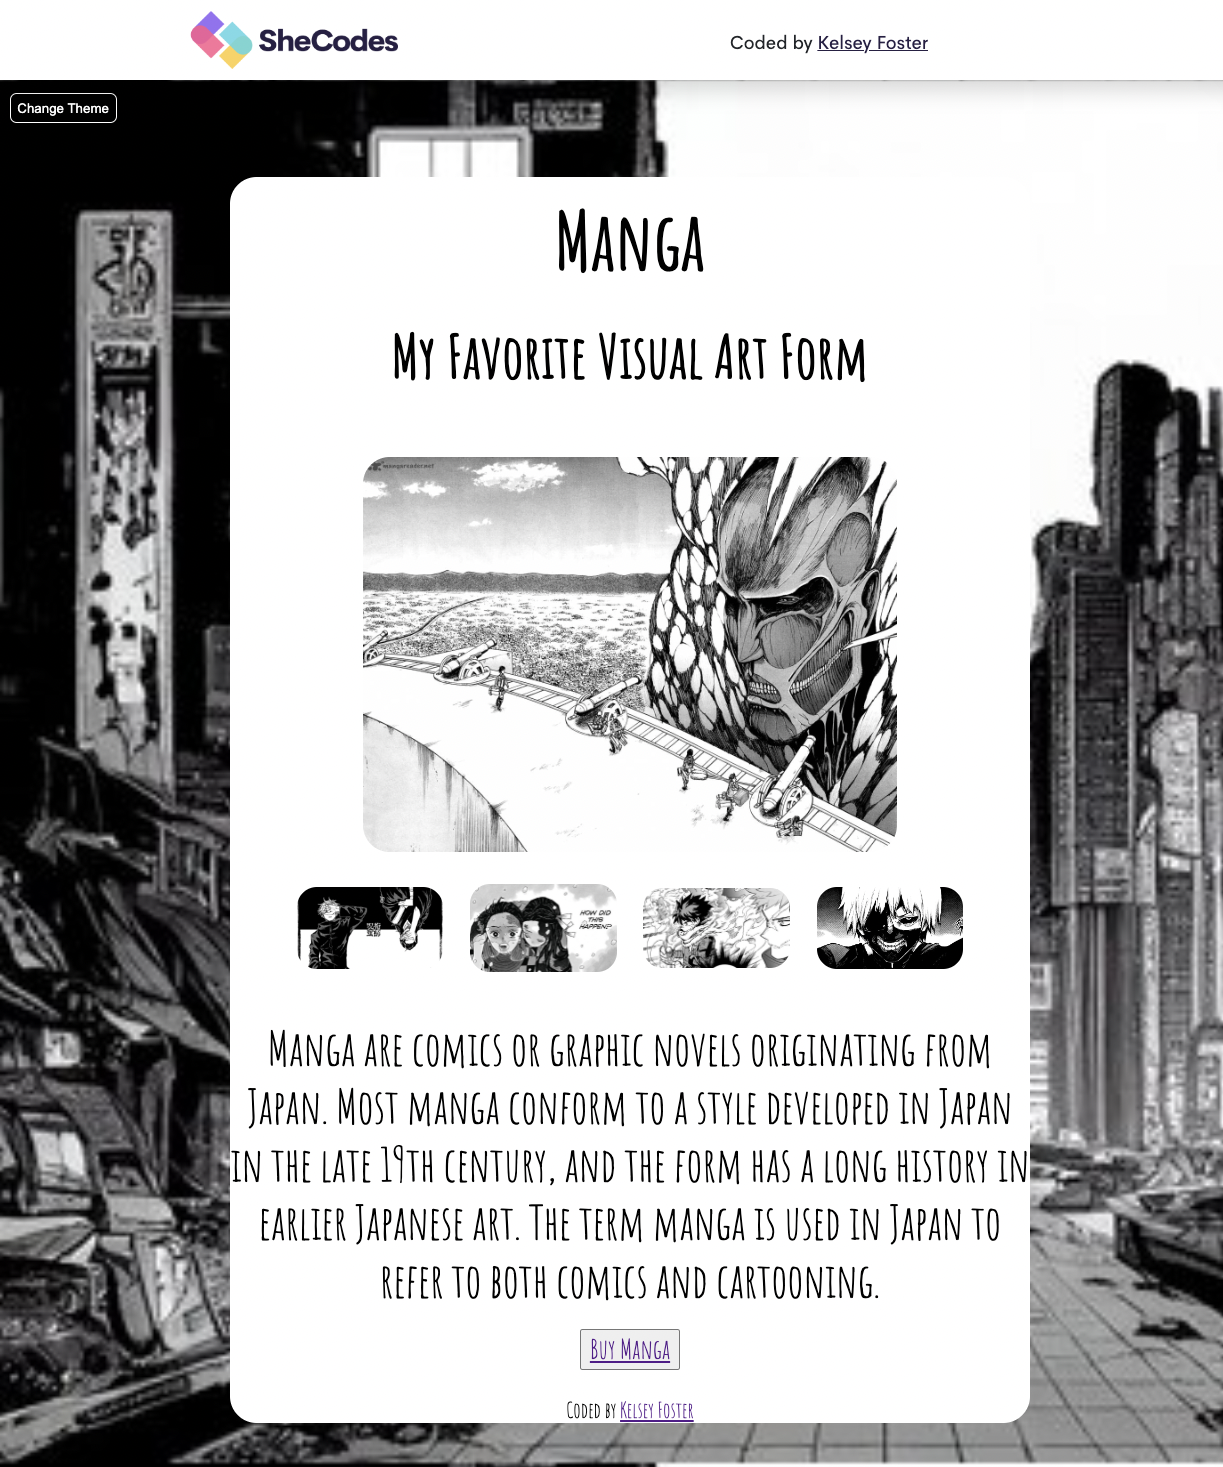 SheCodes
Coded by Kelsey Foster
Change Theme
Manga
My Favorite Visual Art Form
HOW DID
THIS
HAPPEN?
Manga are comics or graphic novels originating from
Japan. Most manga conform to a style developed in Japan
in the late 19th century, and the form has a long history in
earlier Japanese art. The term manga is used in Japan to
refer to both comics and cartooning.
Buy Manga
Coded by Kelsey Foster